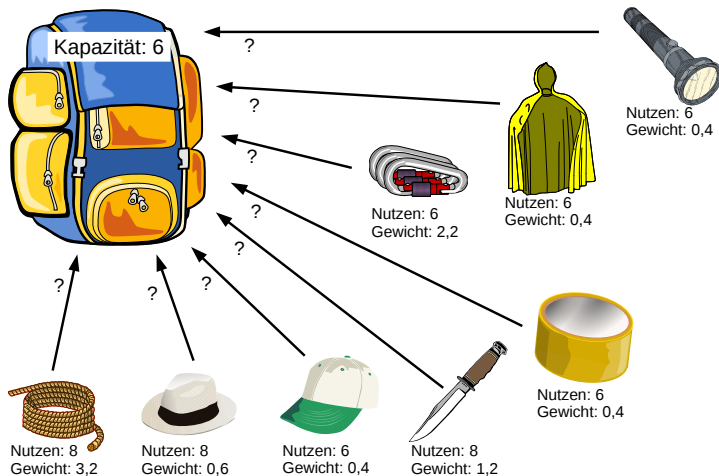 Kapazität: 6
?
Nutzen: 6
Gewicht: 0,4
?
Nutzen: 6
Gewicht: 0,4
?
Nutzen: 6
Gewicht: 2,2
?
Nutzen: 6
Gewicht: 0,4
?
Nutzen: 8
Gewicht: 1,2
?
Nutzen: 6
Gewicht: 0,4
?
Nutzen: 8
Gewicht: 0,6
?
Nutzen: 8
Gewicht: 3,2